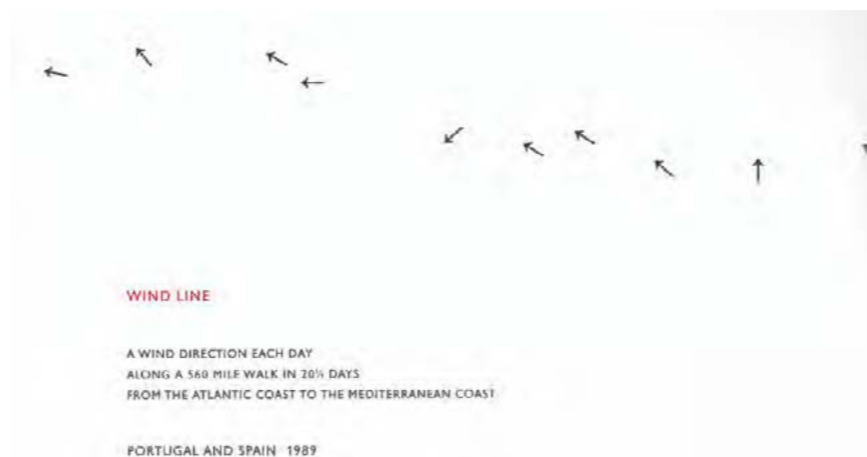 WIND LINE
A WIND DIRECTION EACH DAY
ALONG A 560 MILE WALK IN 20¼ DAYS
FROM THE ATLANTIC COAST TO THE MEDITERRANEAN COAST
PORTUGAL AND SPAIN 1989